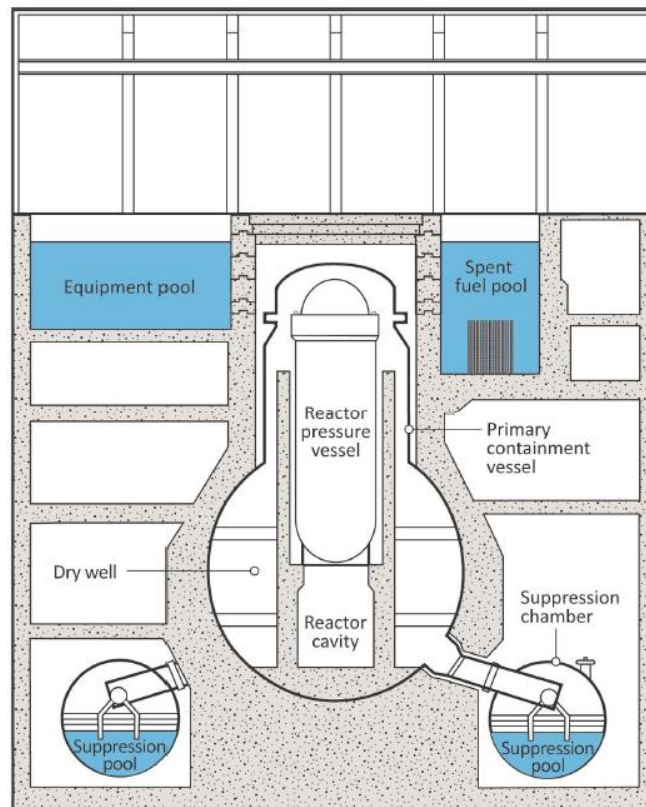 Equipment pool
Spent
fuel pool
Reactor
pressure
vessel
Primary
containment
vessel
Dry well
Suppression
chamber
Reactor
cavity
Suppression
pool
Suppression
pool